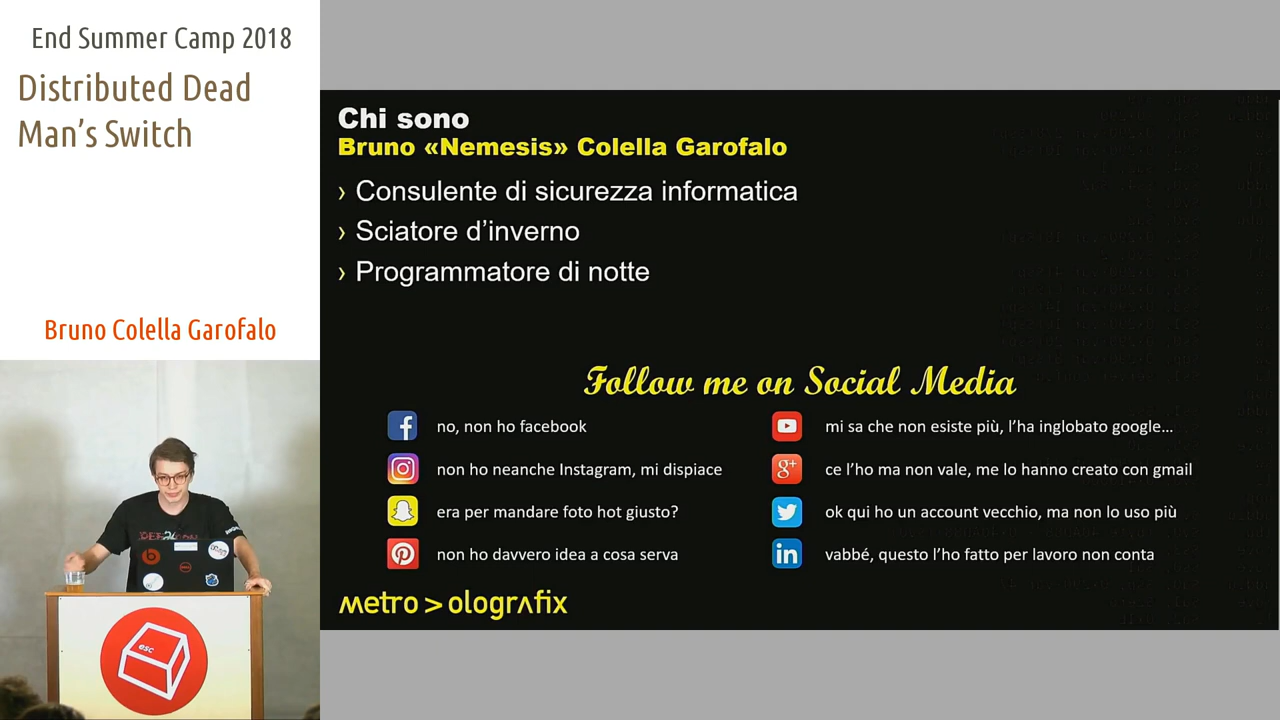 End Summer Camp 2018
Distributed Dead
Man’s Switch
Bruno Colella Garofalo
Chi sono
Bruno «Nemesis» Colella Garofalo
› Consulente di sicurezza informatica
› Sciatore d’inverno
› Programmatore di notte
Follow me on Social Media
no, non ho facebook
non ho neanche Instagram, mi dispiace
era per mandare foto hot giusto?
non ho davvero idea a cosa serva
mi sa che non esiste più, l’ha inglobato google…
ce l’ho ma non vale, me lo hanno creato con gmail
ok qui ho un account vecchio, ma non lo uso più
vabbé, questo l’ho fatto per lavoro non conta
metro > olografix
esc